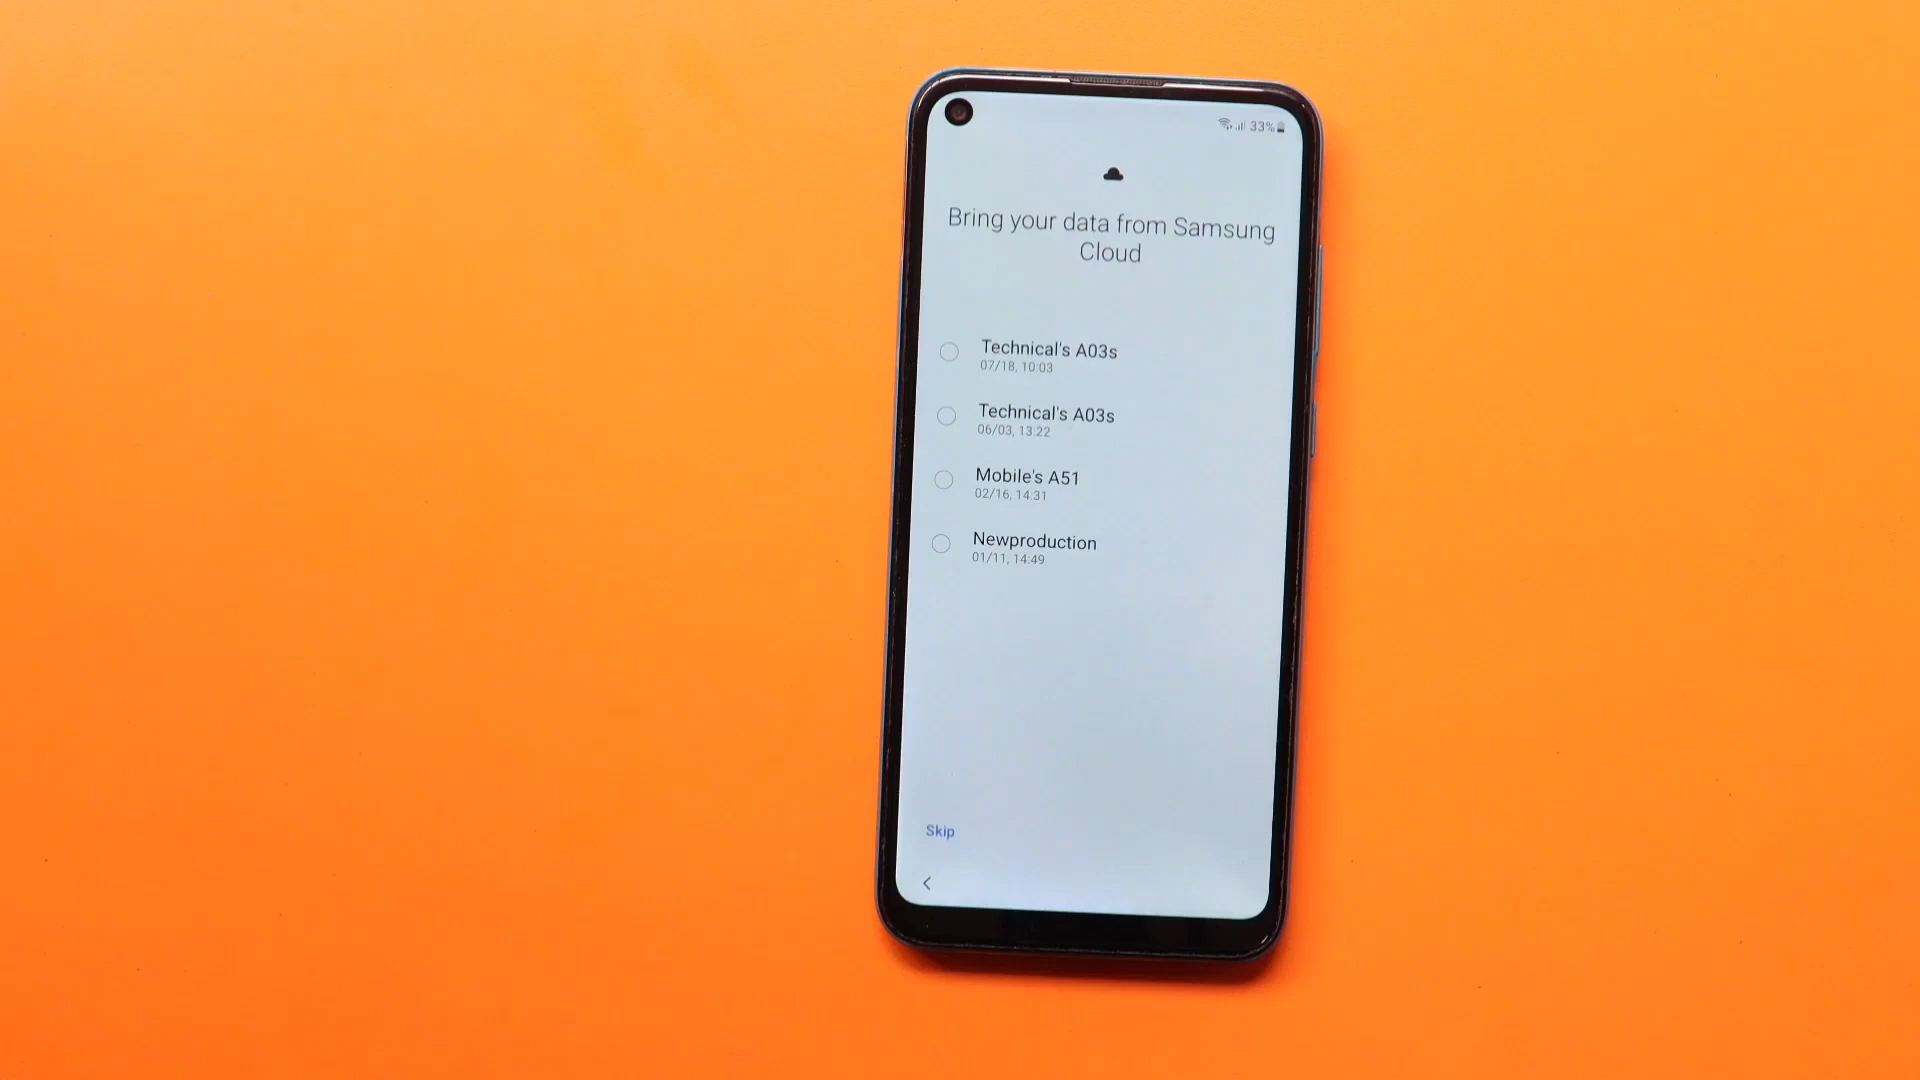 33%
Bring your data from Samsung
Cloud
Technical's A03s
07/18, 10:03
Technical's A03s
06/03, 13:22
Mobile's A51
02/16, 14:31
Newproduction
01/11, 14:49
Skip